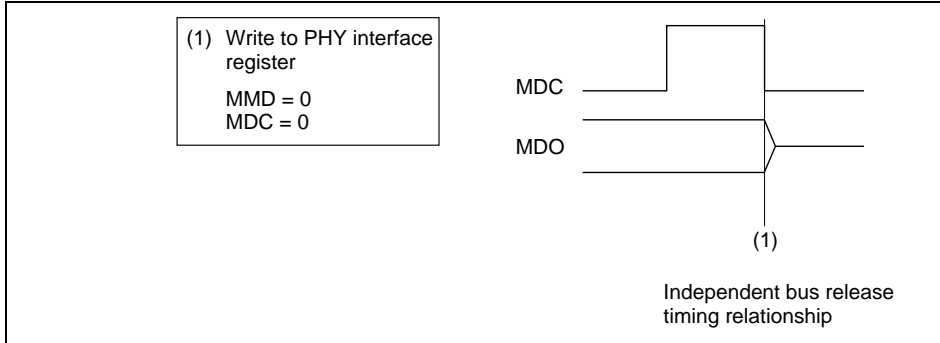 (1) Write to PHY interface
register
MMD = 0
MDC = 0
MDC
MDO
(1)
Independent bus release
timing relationship